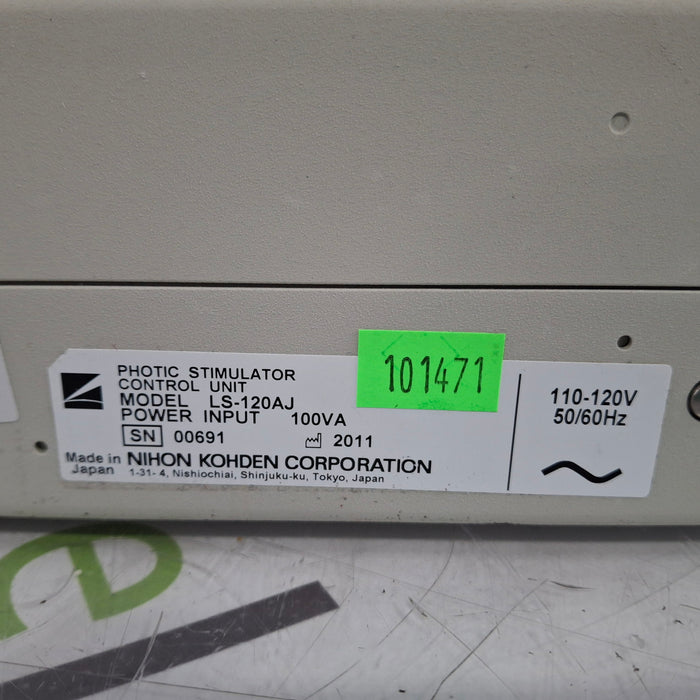 101471
PHOTIC STIMULATOR
CONTROL UNIT
MODEL LS-120AJ
POWER INPUT 100VA
SN 00691 2011
Made in Japan NIHON KOHDEN CORPORATION
1-31-4, Nishiochiai, Shinjuku-ku, Tokyo, Japan
110-120V
50/60Hz
e